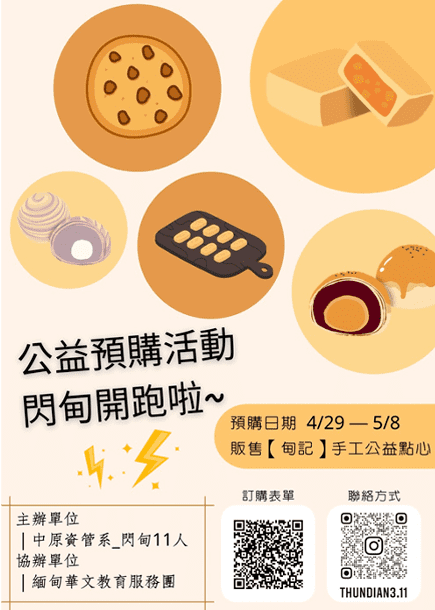 公益預購活動
閃甸開跑啦~
預購日期 4/29 — 5/8
販售【甸記】手工公益點心
訂購表單
聯絡方式
THUNDIAN3.11
主辦單位
|中原資管系_閃甸11人
協辦單位
|緬甸華文教育服務團